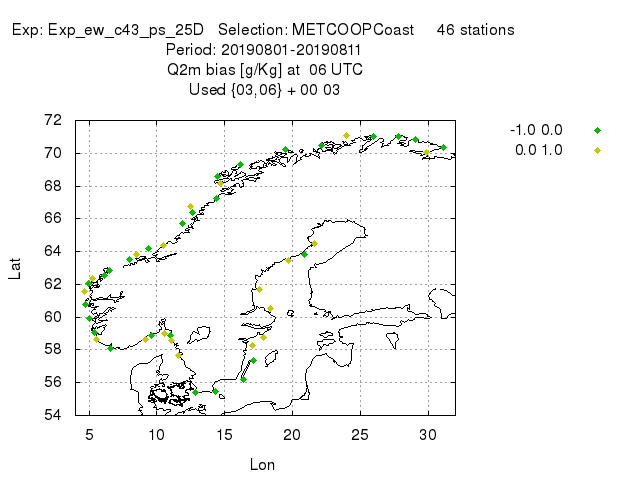 Exp: Exp_ew_c43_ps_25D   Selection: METCOOPCoast     46 stations
Period: 20190801-20190811
Q2m bias [g/Kg] at  06 UTC
Used {03,06} + 00 03
-1.0 0.0
0.0 1.0
72
70
68
66
64
62
60
58
56
54
Lat
5 10 15 20 25 30
Lon